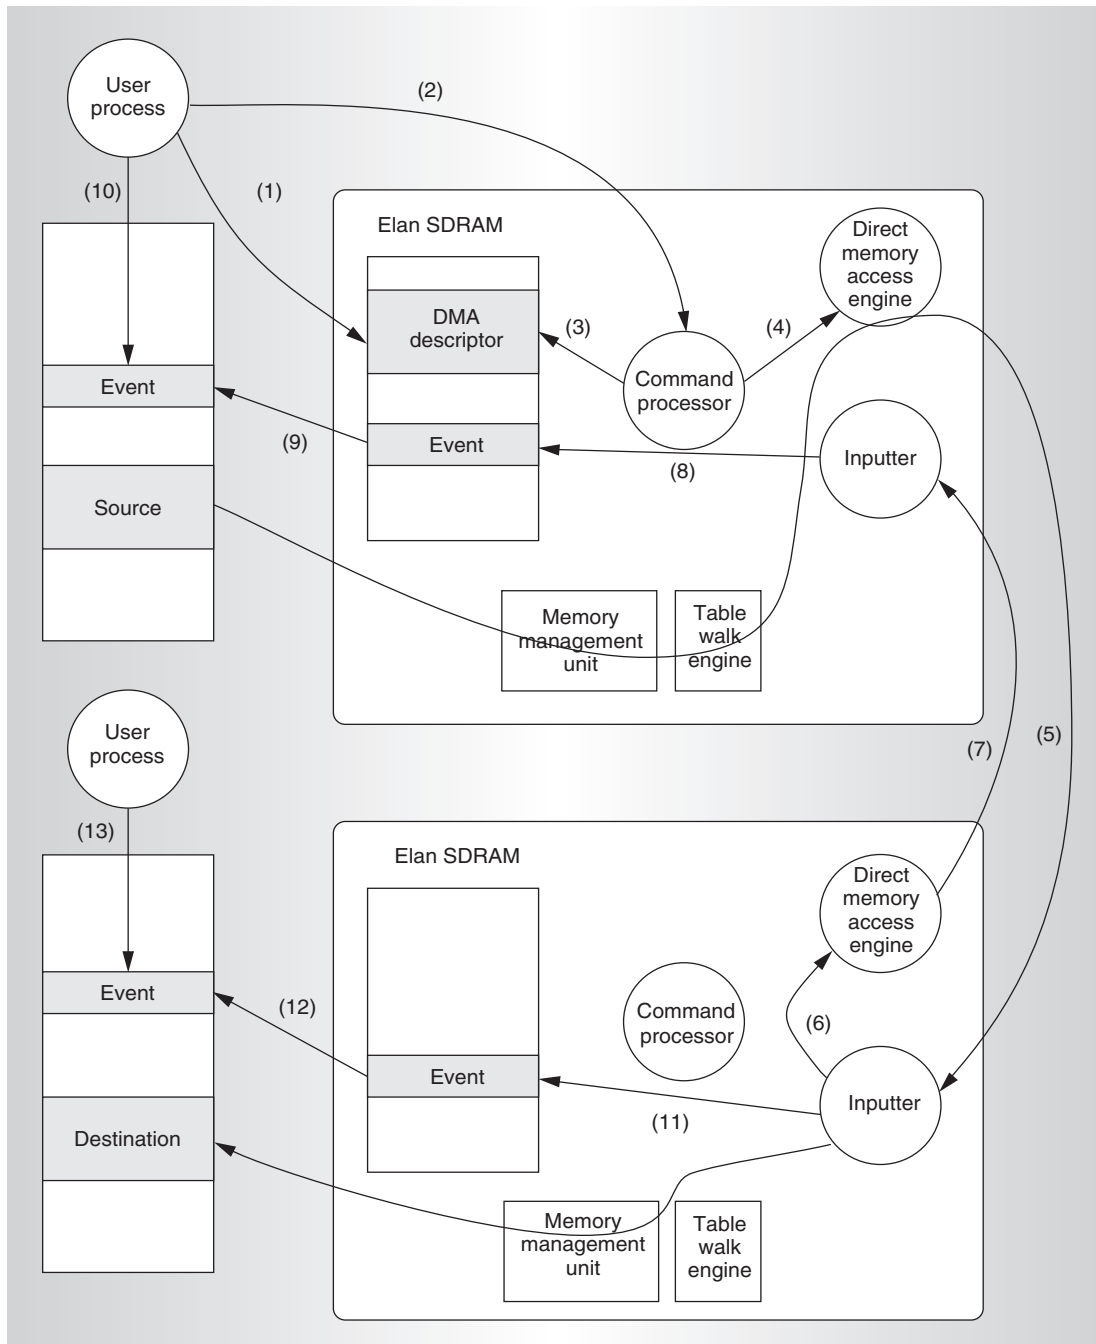 User
process
(2)
(10)
(1)
Elan SDRAM
Direct
memory
access
engine
DMA
descriptor
(3)
(4)
Event
Command
processor
(9)
Event
(8)
Inputter
Source
Memory
management
unit
Table
walk
engine
User
process
(7)
(5)
(13)
Elan SDRAM
Direct
memory
access
engine
Event
(12)
Command
processor
(6)
Event
(11)
Inputter
Destination
Memory
management
unit
Table
walk
engine